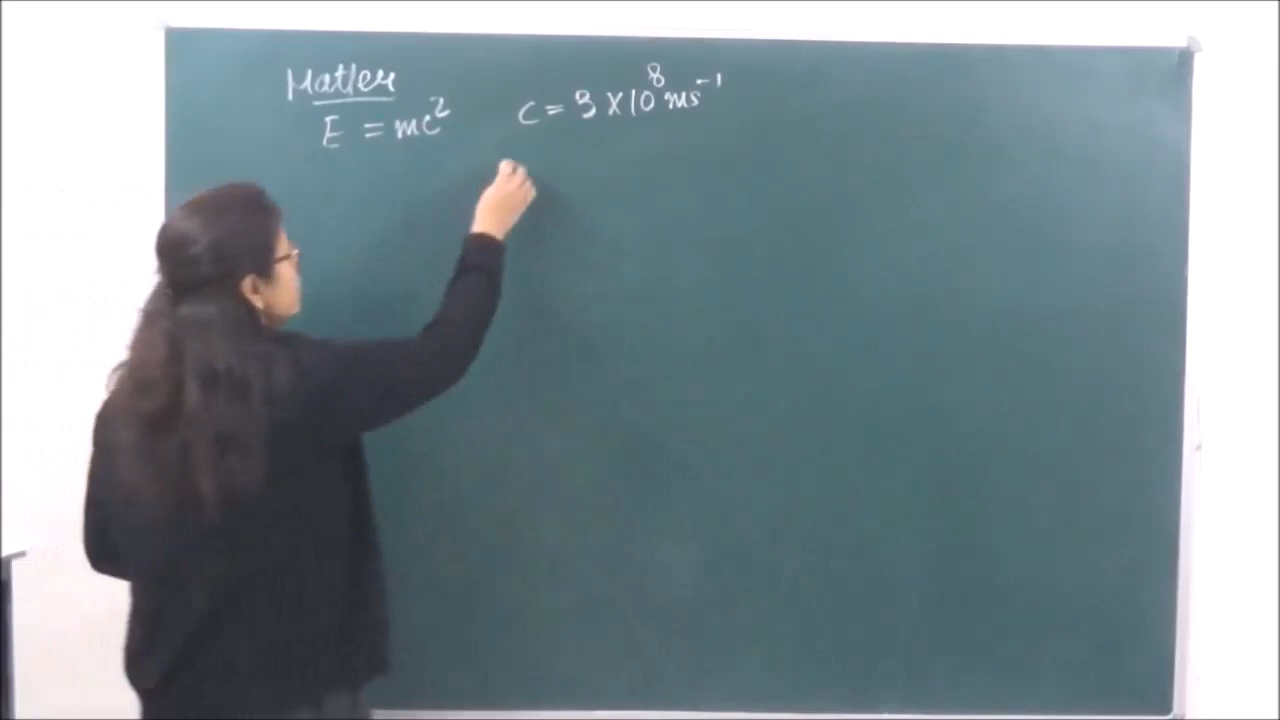 Matter
E = mc² C = 3 × 10⁸ ms⁻¹